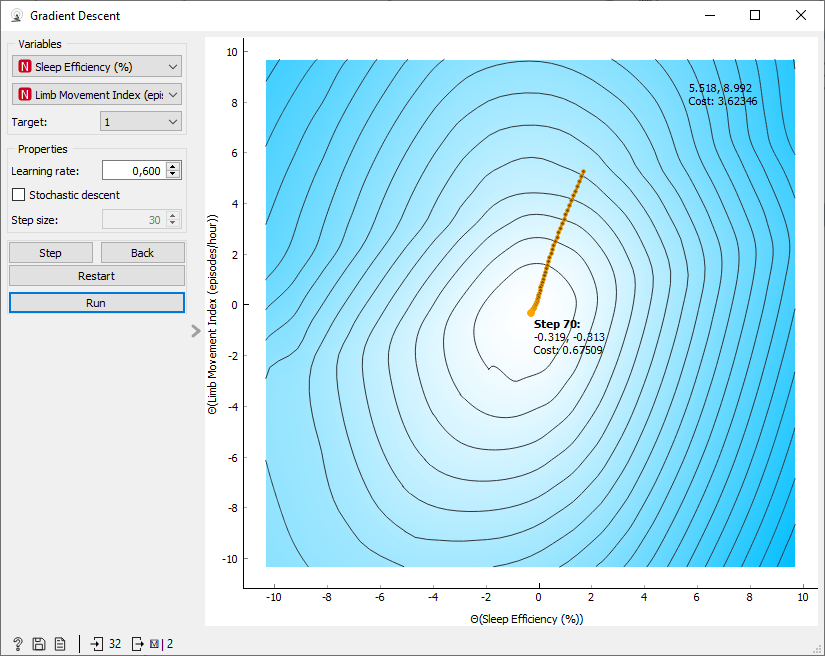 Gradient Descent
Variables
N Sleep Efficiency (%)
N Limb Movement Index (epis
Target: 1
Properties
Learning rate: 0,600
Stochastic descent
Step size: 30
Step Back
Restart
Run
? 32 M | 2
Θ(Limb Movement Index (episodes/hour))
10
8
6
4
2
0
-2
-4
-6
-8
-10
5.518, 8.992
Cost: 3.62346
Step 70:
-0.319, -0.313
Cost: 0.67509
-10 -8 -6 -4 -2 0 2 4 6 8 10
Θ(Sleep Efficiency (%))